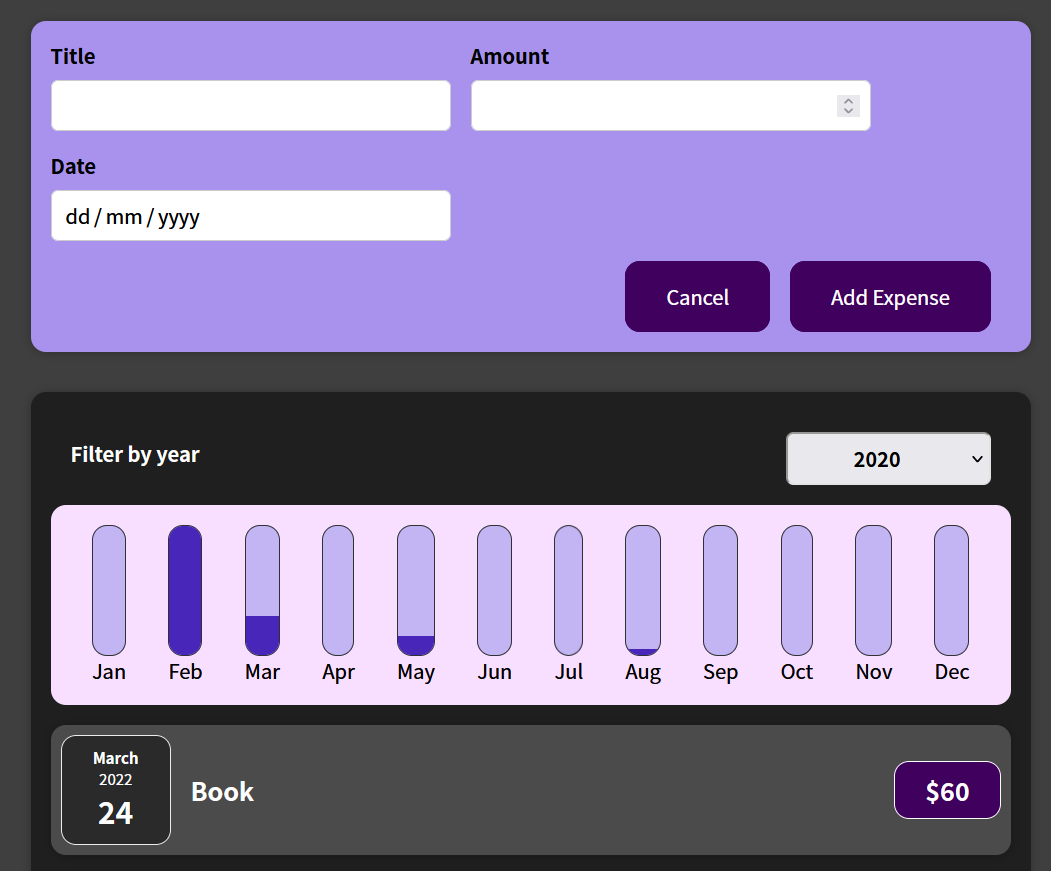 Title Amount
Date
dd / mm / yyyy
Cancel Add Expense
Filter by year 2020
Jan Feb Mar Apr May Jun Jul Aug Sep Oct Nov Dec
March
2022
24
Book
$60